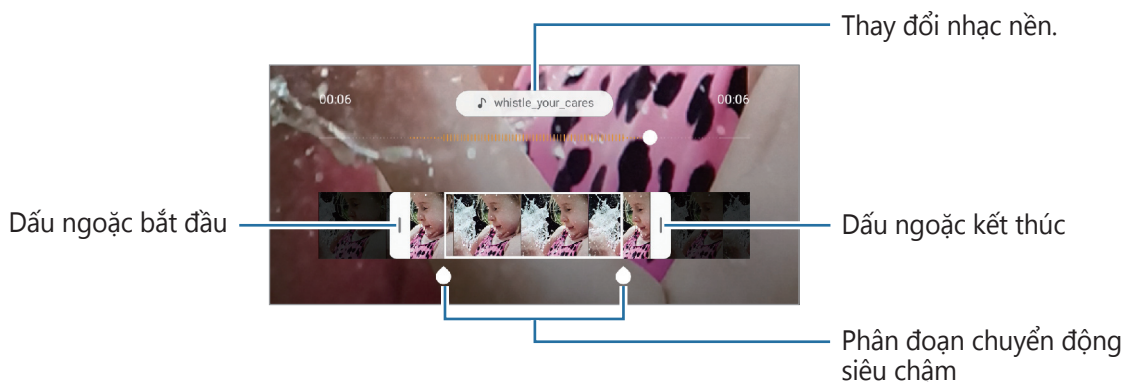 Thay đổi nhạc nền.
00:06
whistle_your_cares
00:06
Dấu ngoặc bắt đầu
Dấu ngoặc kết thúc
Phân đoạn chuyển động
siêu châm